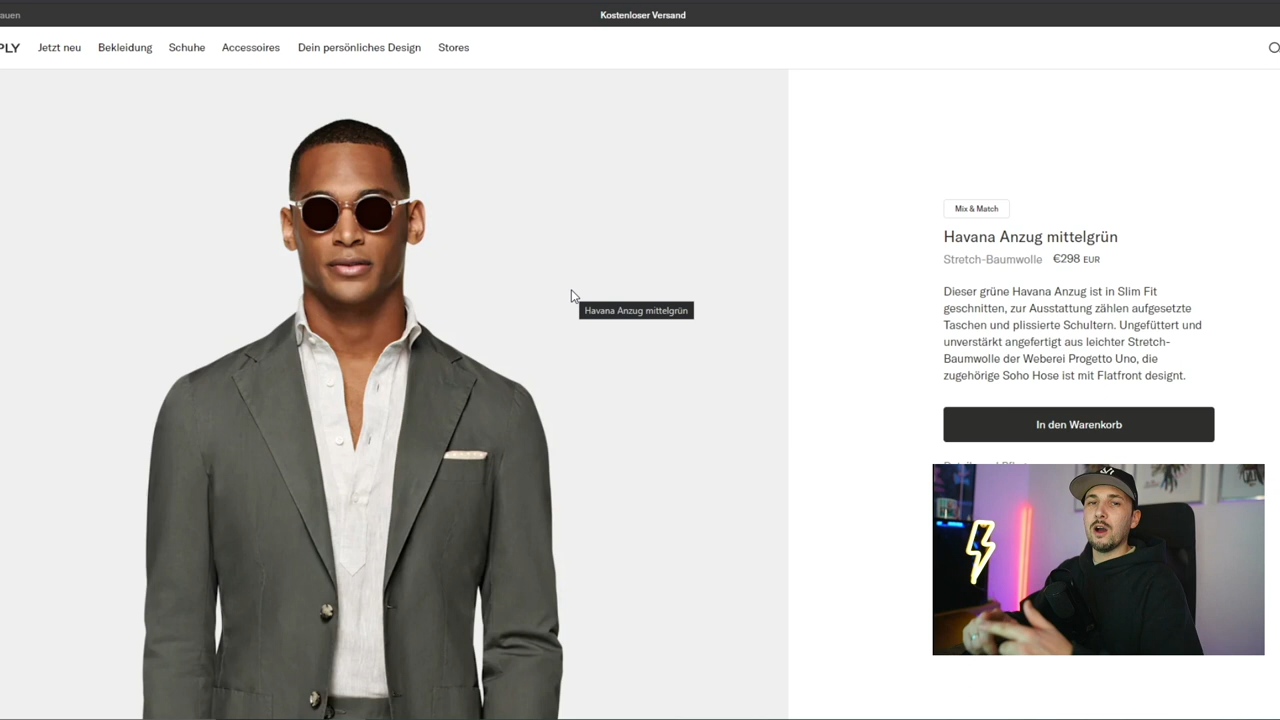 auen
Kostenloser Versand
PLY Jetzt neu Bekleidung Schuhe Accessoires Dein persönliches Design Stores
Mix & Match
Havana Anzug mittelgrün
Stretch-Baumwolle €298 EUR
Dieser grüne Havana Anzug ist in Slim Fit
geschnitten, zur Ausstattung zählen aufgesetzte
Taschen und plissierte Schultern. Ungefüttert und
unverstärkt angefertigt aus leichter Stretch-
Baumwolle der Weberei Progetto Uno, die
zugehörige Soho Hose ist mit Flatfront designt.
In den Warenkorb
Havana Anzug mittelgrün